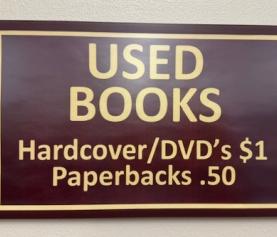 USED
BOOKS
Hardcover/DVD's $1
Paperbacks .50